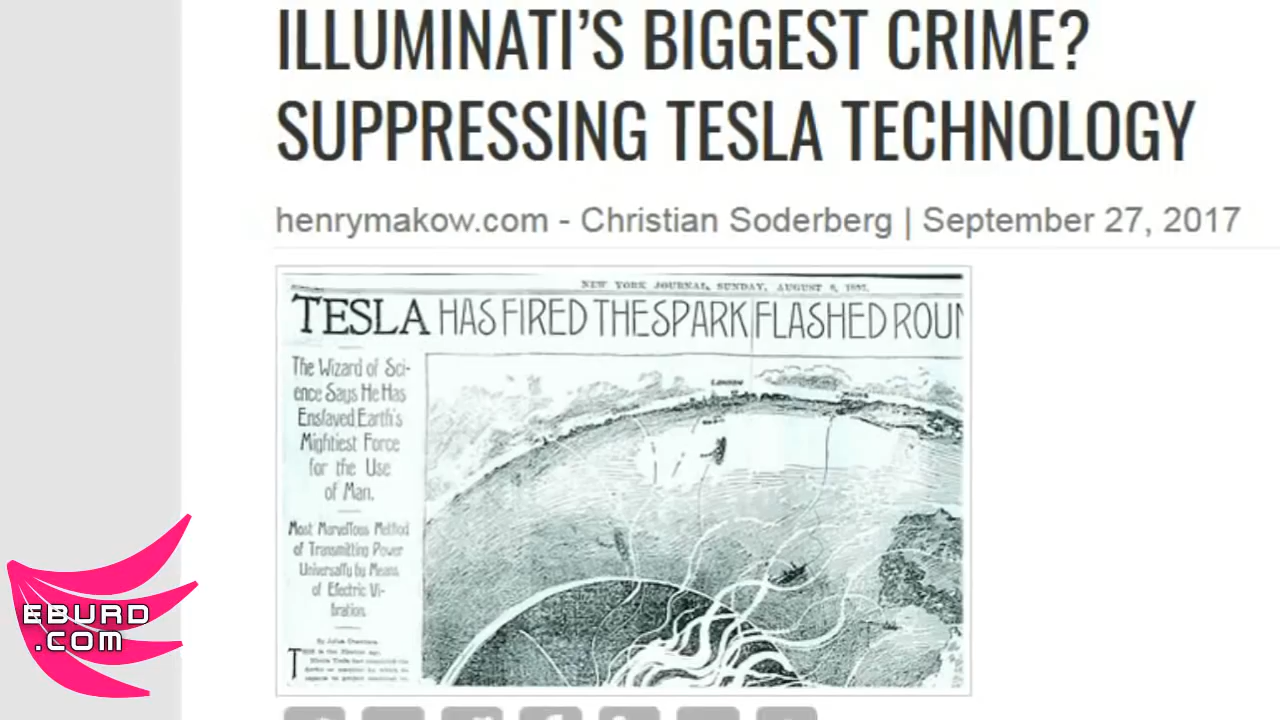 ILLUMINATI'S BIGGEST CRIME?
SUPPRESSING TESLA TECHNOLOGY
henrymakow.com - Christian Soderberg | September 27, 2017
NEW YORK JOURNAL, SUNDAY, AUGUST 8, 1897.
TESLA HAS FIRED THE SPARK FLASHED ROUN
The Wizard of Sci-
ence Says He Has
Enslaved Earth's
Mightiest Force
for the Use
of Man.
Most Marvellous Method
of Transmitting Power
Universally by Means
of Electric Vi-
bration.
EBURD
.COM